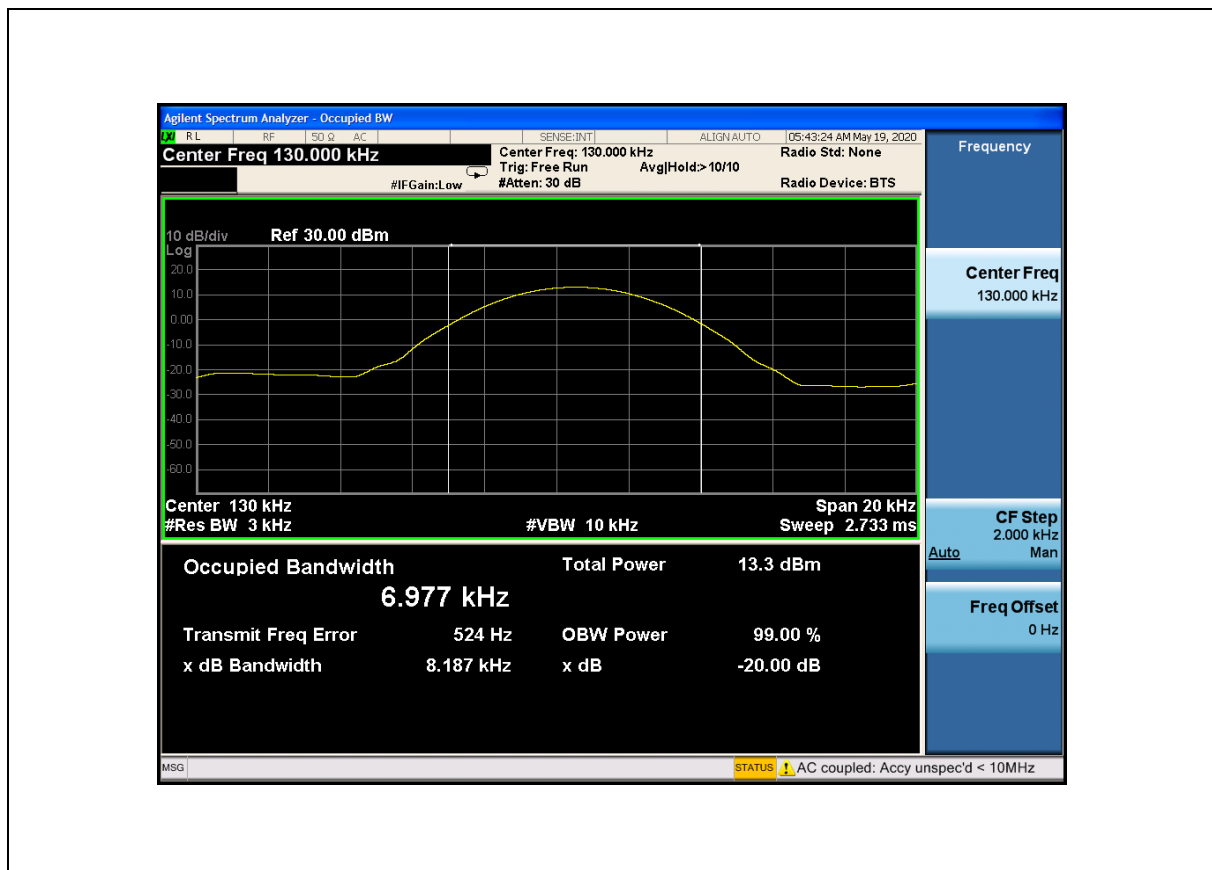 Agilent Spectrum Analyzer - Occupied BW
LXI RL RF 50 Ω AC SENSE:INT ALIGN AUTO 05:43:24 AM May 19, 2020
Center Freq 130.000 kHz
Center Freq: 130.000 kHz Radio Std: None
Trig: Free Run Avg|Hold:>10/10
#IFGain:Low #Atten: 30 dB Radio Device: BTS
10 dB/div Ref 30.00 dBm
Log
20.0
10.0
0.00
-10.0
-20.0
-30.0
-40.0
-50.0
-60.0
Center 130 kHz Span 20 kHz
#Res BW 3 kHz #VBW 10 kHz Sweep 2.733 ms
Occupied Bandwidth Total Power 13.3 dBm
6.977 kHz
Transmit Freq Error 524 Hz OBW Power 99.00 %
x dB Bandwidth 8.187 kHz x dB -20.00 dB
Frequency
Center Freq
130.000 kHz
CF Step
2.000 kHz
Auto Man
Freq Offset
0 Hz
MSG STATUS AC coupled: Accy unspec'd < 10MHz